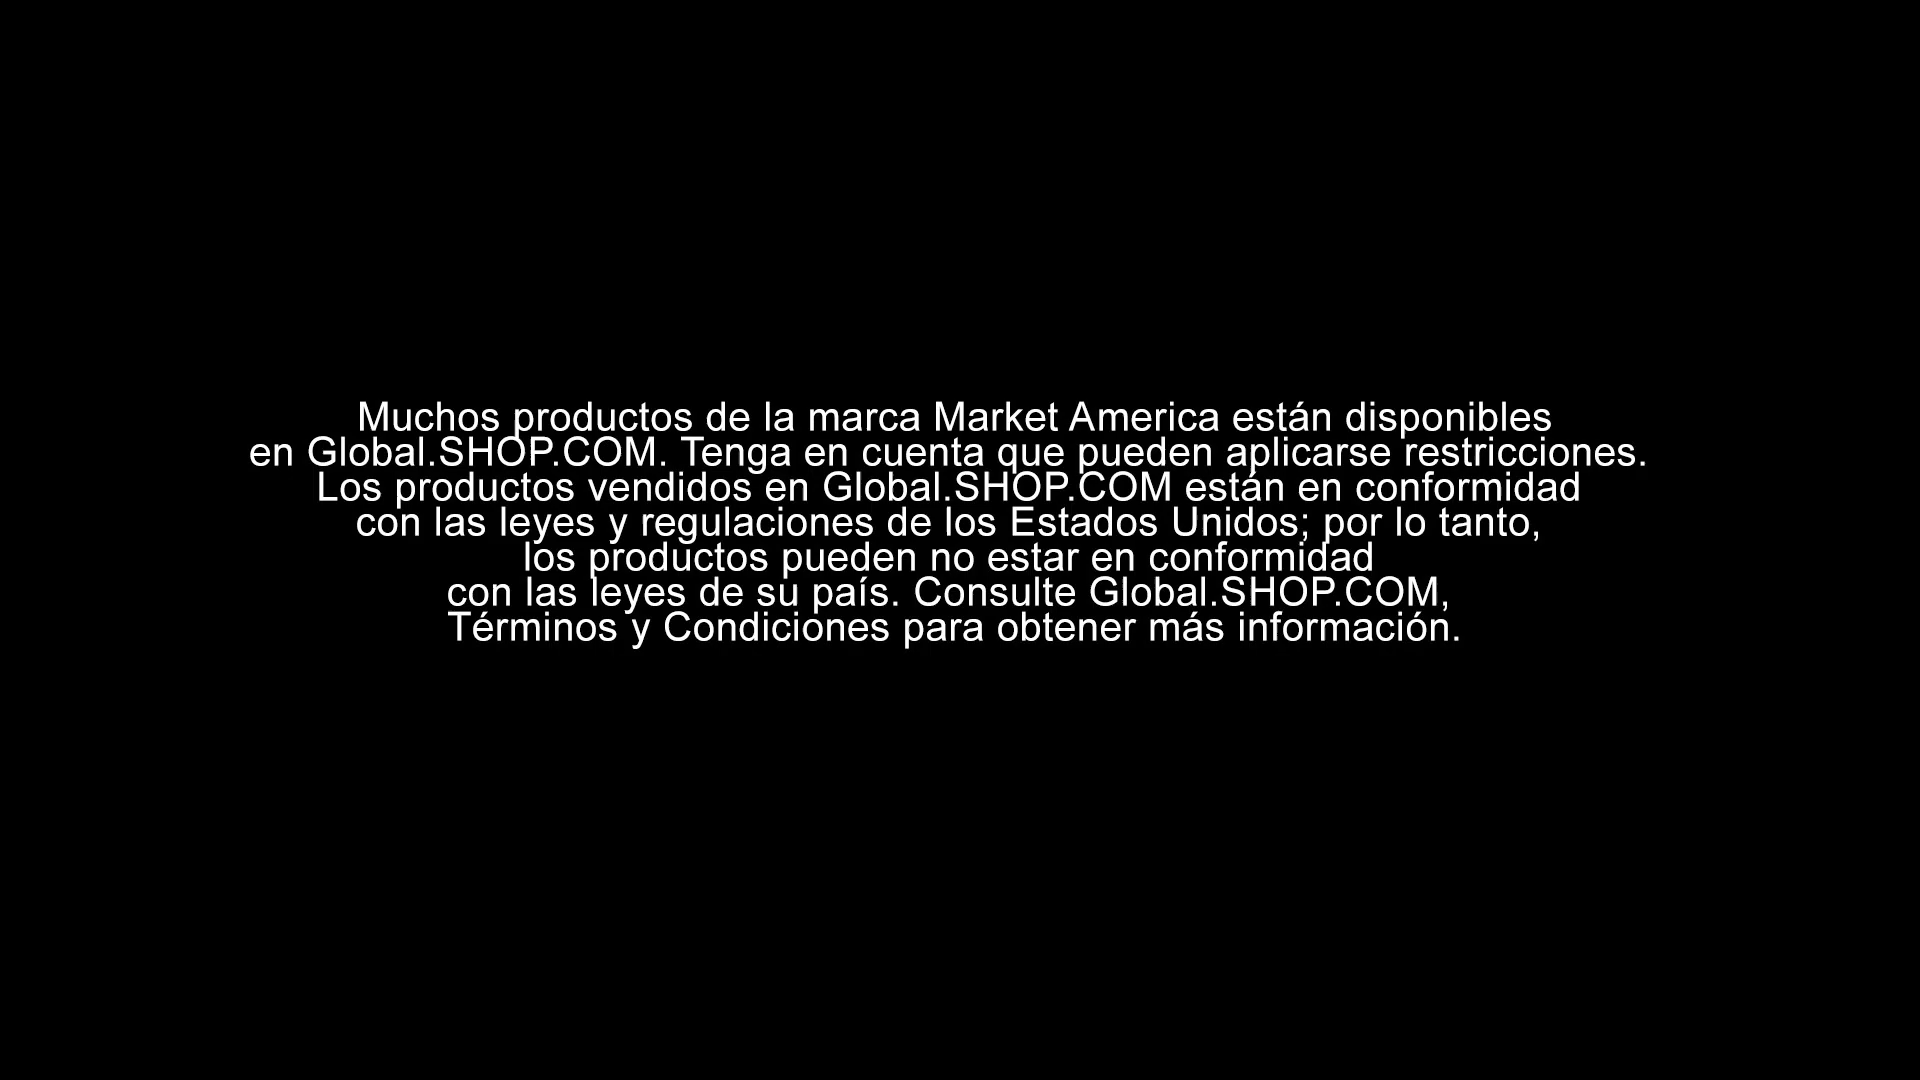 Muchos productos de la marca Market America están disponibles
en Global.SHOP.COM. Tenga en cuenta que pueden aplicarse restricciones.
Los productos vendidos en Global.SHOP.COM están en conformidad
con las leyes y regulaciones de los Estados Unidos; por lo tanto,
los productos pueden no estar en conformidad
con las leyes de su país. Consulte Global.SHOP.COM,
Términos y Condiciones para obtener más información.